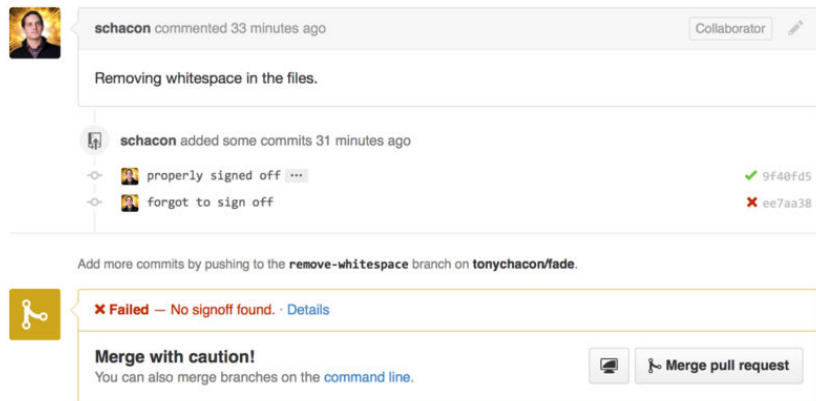 schacon commented 33 minutes ago Collaborator
Removing whitespace in the files.
schacon added some commits 31 minutes ago
properly signed off ··· 9f40fd5
forgot to sign off ee7aa38
Add more commits by pushing to the remove-whitespace branch on tonychacon/fade.
Failed — No signoff found. · Details
Merge with caution!
You can also merge branches on the command line.
Merge pull request